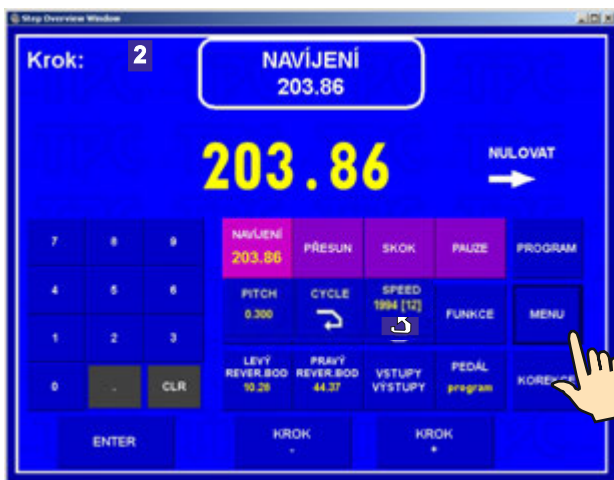 Step Overview Window
Krok: 2
NAVÍJENÍ
203.86
203.86
NULOVAT
7 8 9
NAVÍJENÍ
203.86
PŘESUN
SKOK
PAUZE
PROGRAM
4 5 6
PITCH
0.300
CYCLE
SPEED
1994 [12]
FUNKCE
MENU
1 2 3
LEVÝ
REVER.BOD
10.28
PRAVÝ
REVER.BOD
44.37
VSTUPY
VÝSTUPY
PEDÁL
program
KOREKCE
0 . CLR
ENTER
KROK
-
KROK
+